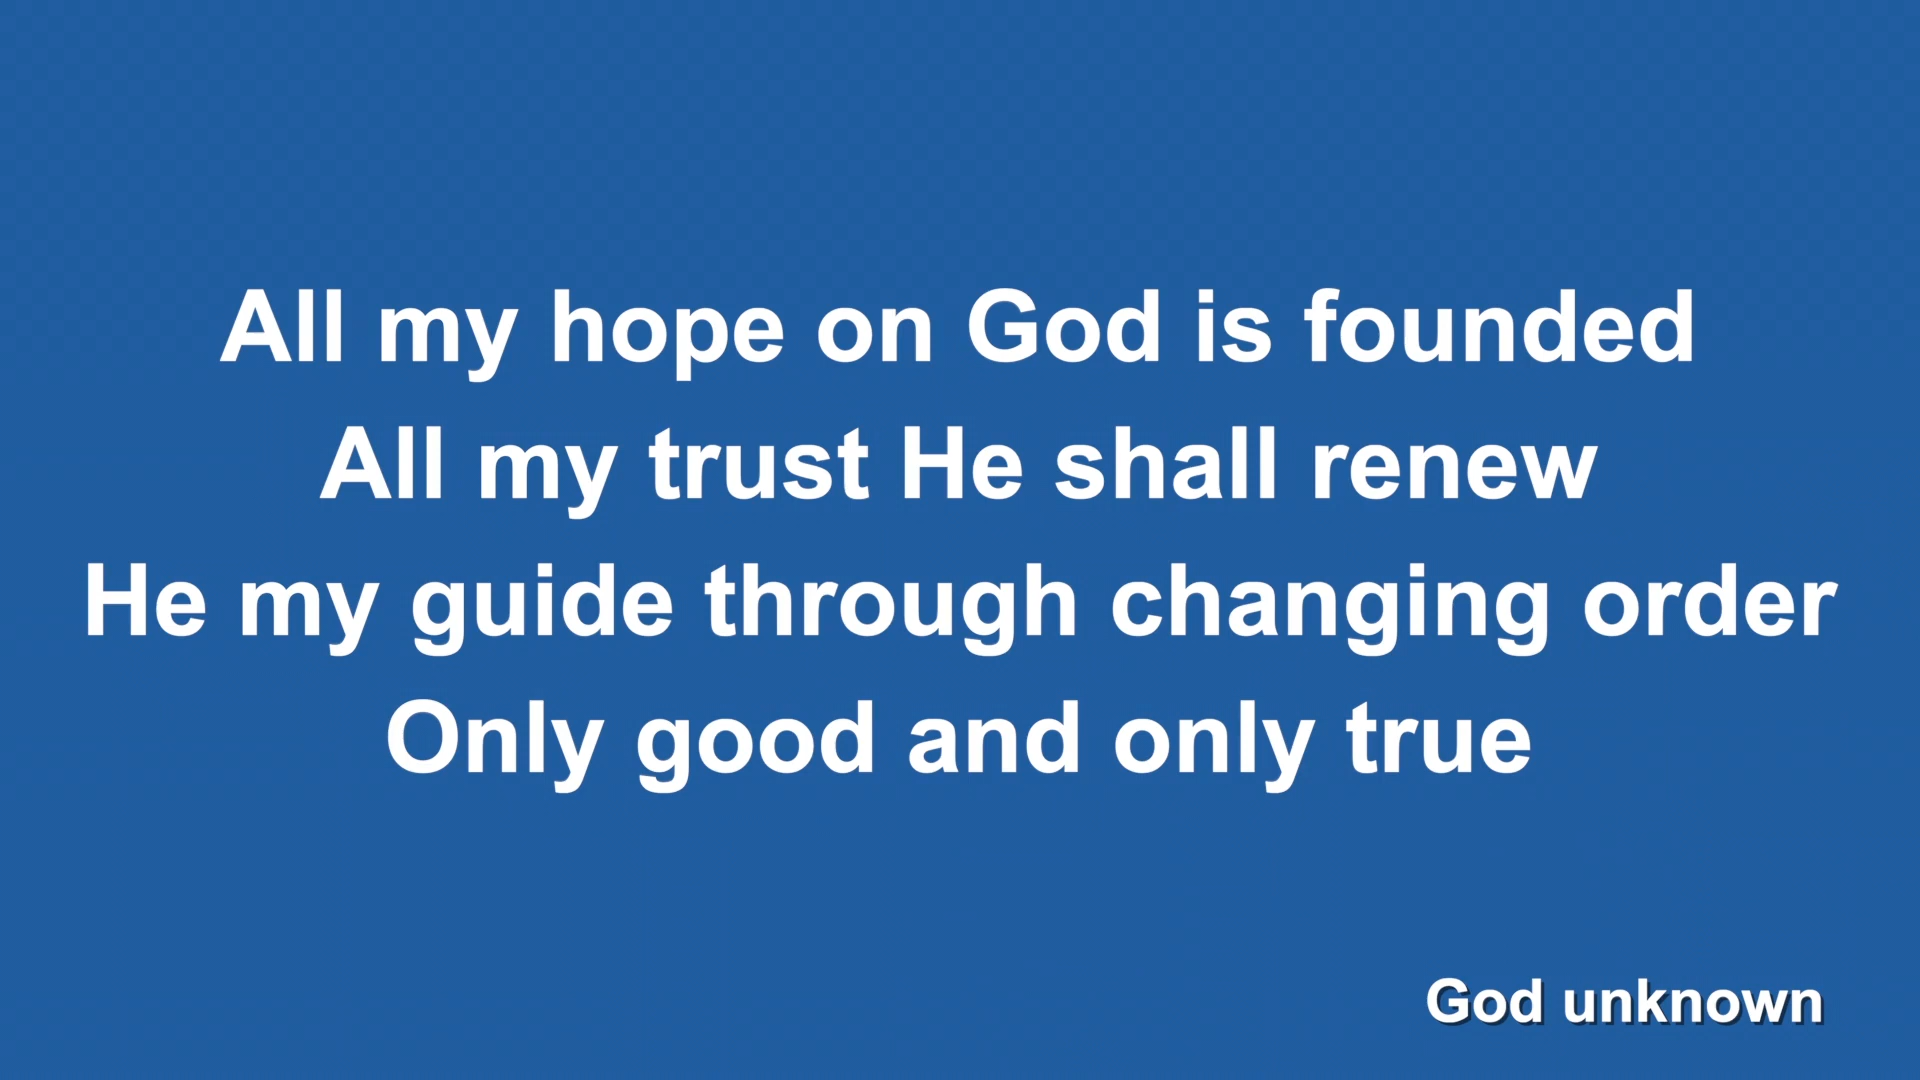 All my hope on God is founded
All my trust He shall renew
He my guide through changing order
Only good and only true
God unknown